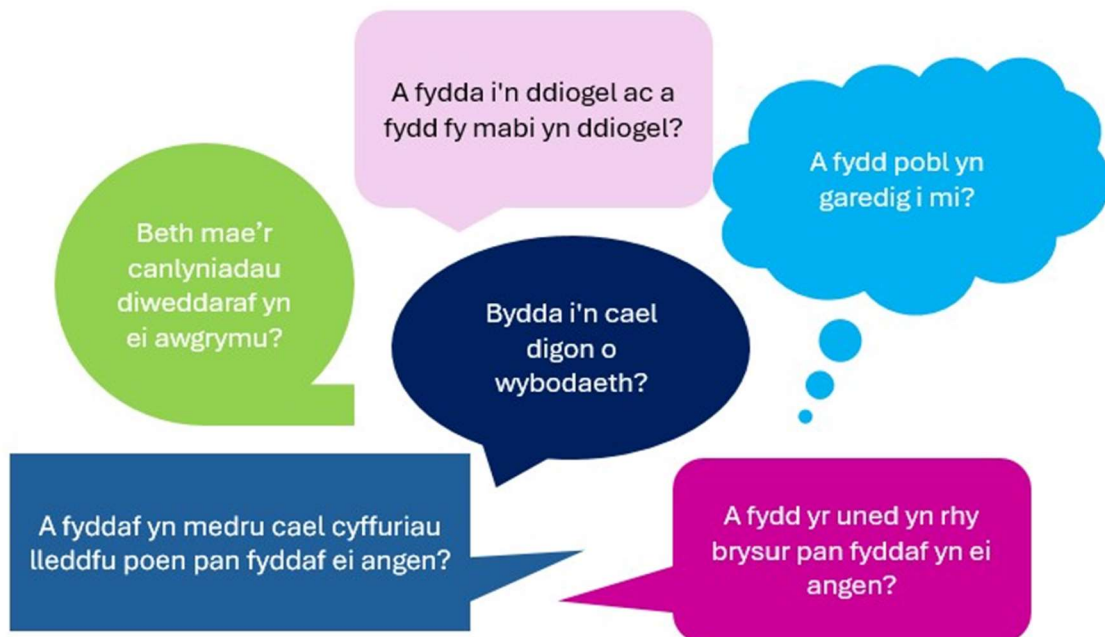 A fydda i'n ddiogel ac a
fydd fy mabi yn ddiogel?
A fydd pobl yn
garedig i mi?
Beth mae’r
canlyniadau
diweddaraf yn
ei awgrymu?
Bydda i'n cael
digon o
wybodaeth?
A fyddaf yn medru cael cyffuriau
lleddfu poen pan fyddaf ei angen?
A fydd yr uned yn rhy
brysur pan fyddaf yn ei
angen?